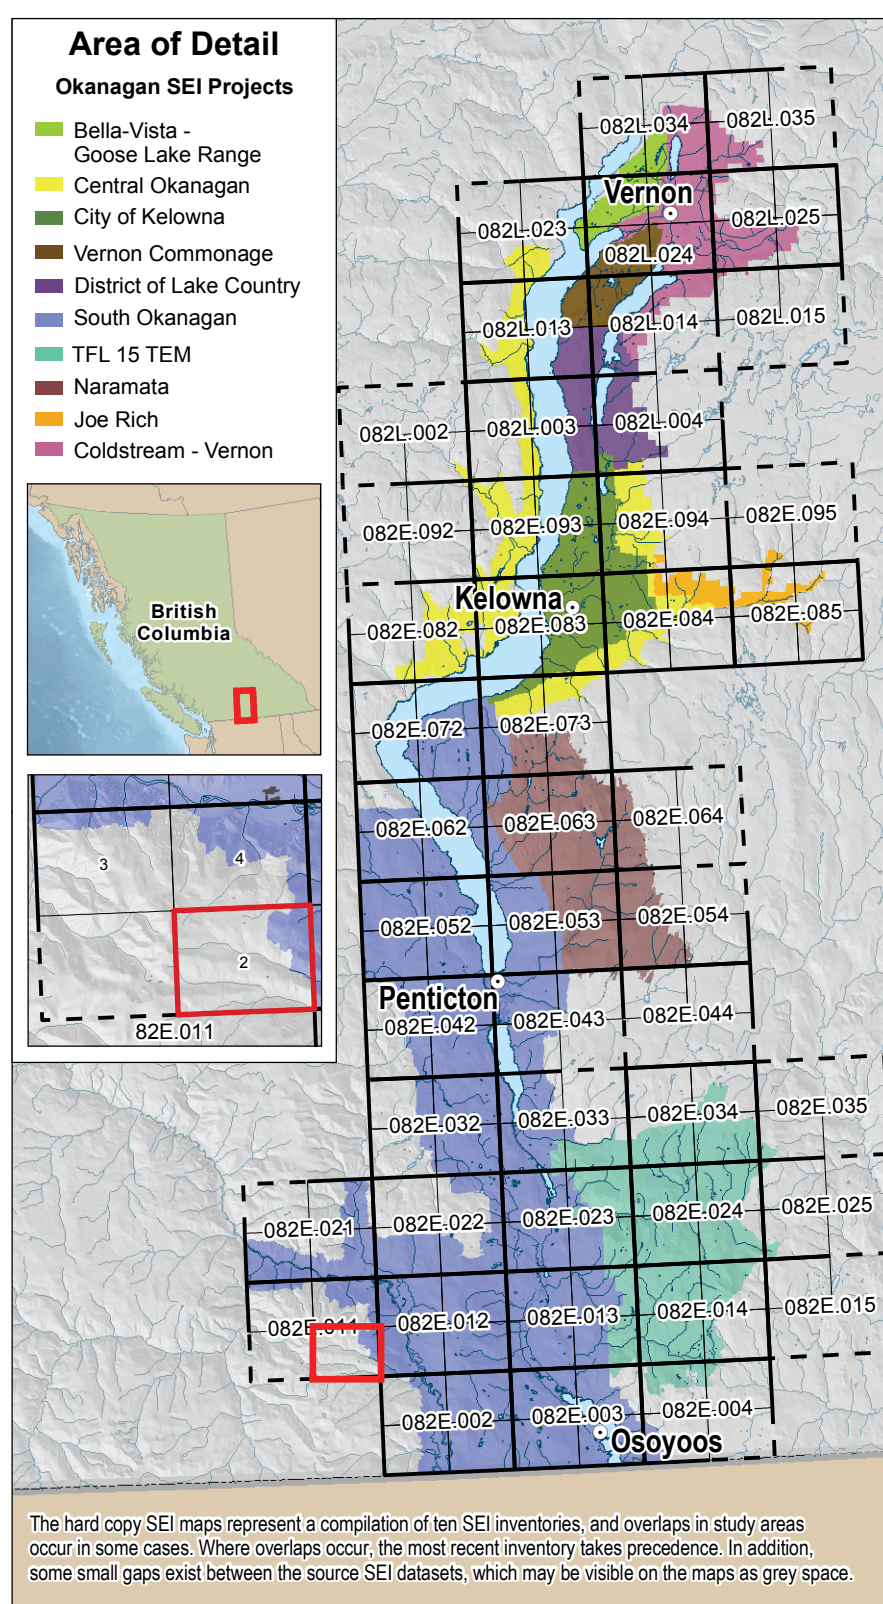 Area of Detail
Okanagan SEI Projects
Bella-Vista -
Goose Lake Range
Central Okanagan
City of Kelowna
Vernon Commonage
District of Lake Country
South Okanagan
TFL 15 TEM
Naramata
Joe Rich
Coldstream - Vernon
British
Columbia
3
4
2
82E.011
082L.034
082L.035
Vernon
082L.023
082L.025
082L.024
082L.013
082L.014
082L.015
082L.002
082L.003
082L.004
082E.092
082E.093
082E.094
082E.095
Kelowna
082E.082
082E.083
082E.084
082E.085
082E.072
082E.073
082E.062
082E.063
082E.064
082E.052
082E.053
082E.054
Penticton
082E.042
082E.043
082E.044
082E.032
082E.033
082E.034
082E.035
082E.021
082E.022
082E.023
082E.024
082E.025
082E.011
082E.012
082E.013
082E.014
082E.015
082E.002
082E.003
082E.004
Osoyoos
The hard copy SEI maps represent a compilation of ten SEI inventories, and overlaps in study areas
occur in some cases. Where overlaps occur, the most recent inventory takes precedence. In addition,
some small gaps exist between the source SEI datasets, which may be visible on the maps as grey space.